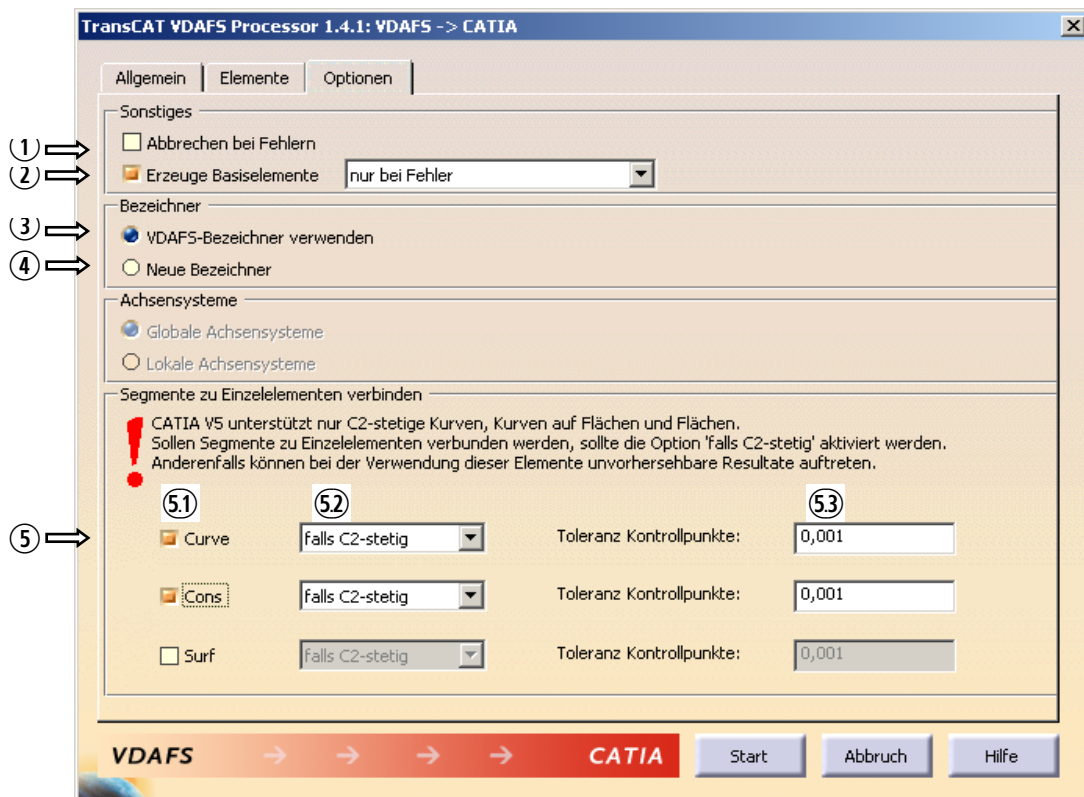 TransCAT VDAFS Processor 1.4.1: VDAFS -> CATIA
Allgemein Elemente Optionen
Sonstiges
① Abbrechen bei Fehlern
② Erzeuge Basiselemente nur bei Fehler
Bezeichner
③ VDAFS-Bezeichner verwenden
④ Neue Bezeichner
Achsensysteme
Globale Achsensysteme
Lokale Achsensysteme
Segmente zu Einzelelementen verbinden
CATIA V5 unterstützt nur C2-stetige Kurven, Kurven auf Flächen und Flächen.
Sollen Segmente zu Einzelelementen verbunden werden, sollte die Option 'falls C2-stetig' aktiviert werden.
Anderenfalls können bei der Verwendung dieser Elemente unvorhersehbare Resultate auftreten.
5.1 5.2 5.3
⑤ Curve falls C2-stetig Toleranz Kontrollpunkte: 0,001
Cons falls C2-stetig Toleranz Kontrollpunkte: 0,001
Surf falls C2-stetig Toleranz Kontrollpunkte: 0,001
VDAFS CATIA Start Abbruch Hilfe